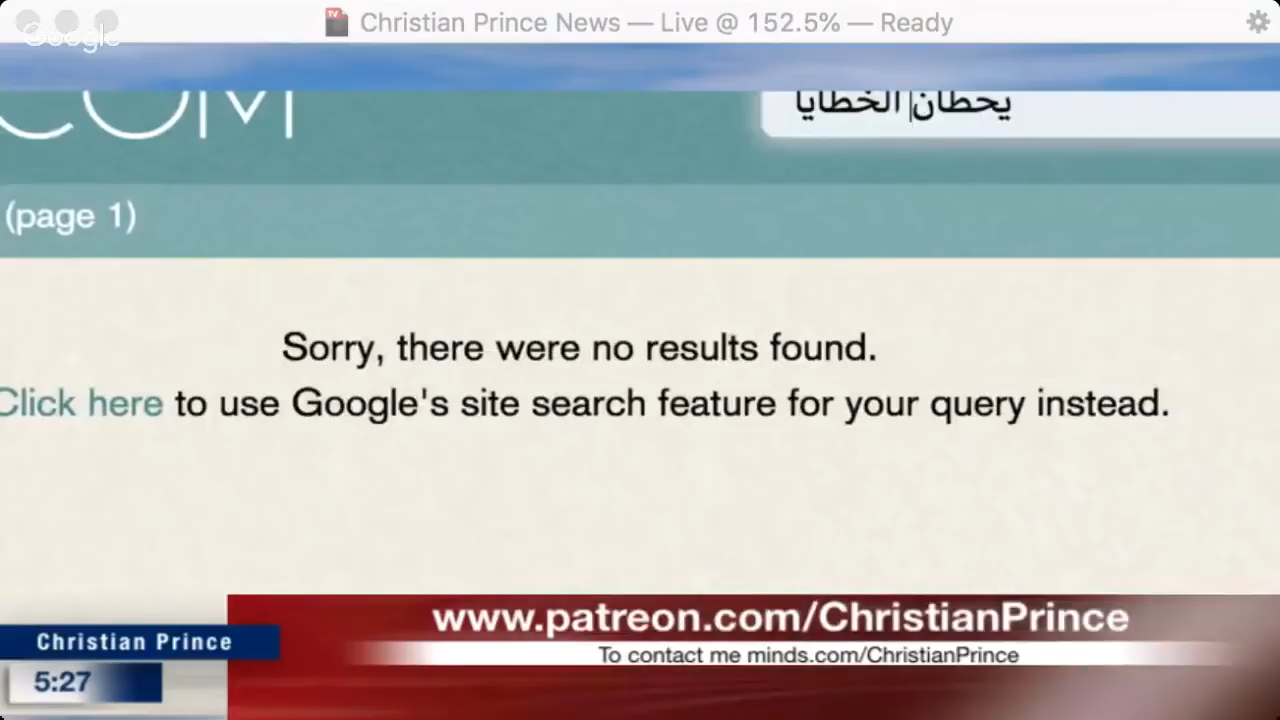 Christian Prince News — Live @ 152.5% — Ready
Google
COM
يحطان الخطايا
(page 1)
Sorry, there were no results found.
Click here to use Google's site search feature for your query instead.
www.patreon.com/ChristianPrince
Christian Prince
To contact me minds.com/ChristianPrince
5:27